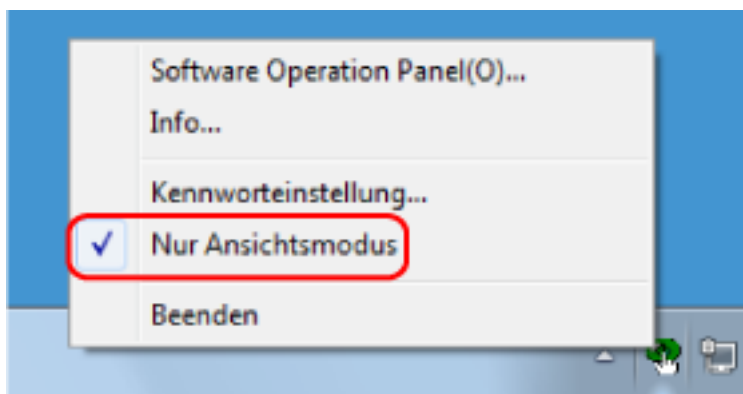 Software Operation Panel(O)...
Info...
Kennworteinstellung...
Nur Ansichtsmodus
Beenden